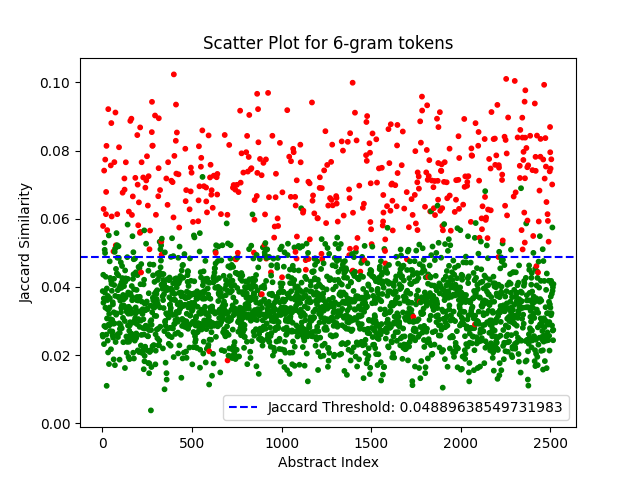 Scatter Plot for 6-gram tokens
Jaccard Similarity
0.10
0.08
0.06
0.04
0.02
0.00
Jaccard Threshold: 0.04889638549731983
0 500 1000 1500 2000 2500
Abstract Index